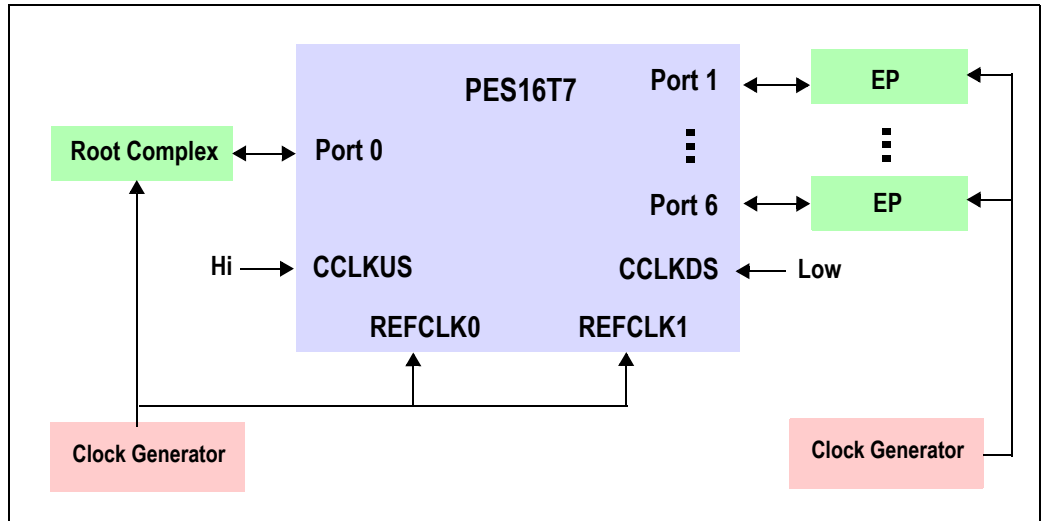 PES16T7
Port 1
EP
Root Complex
Port 0
Port 6
EP
Hi
CCLKUS
CCLKDS
Low
REFCLK0
REFCLK1
Clock Generator
Clock Generator